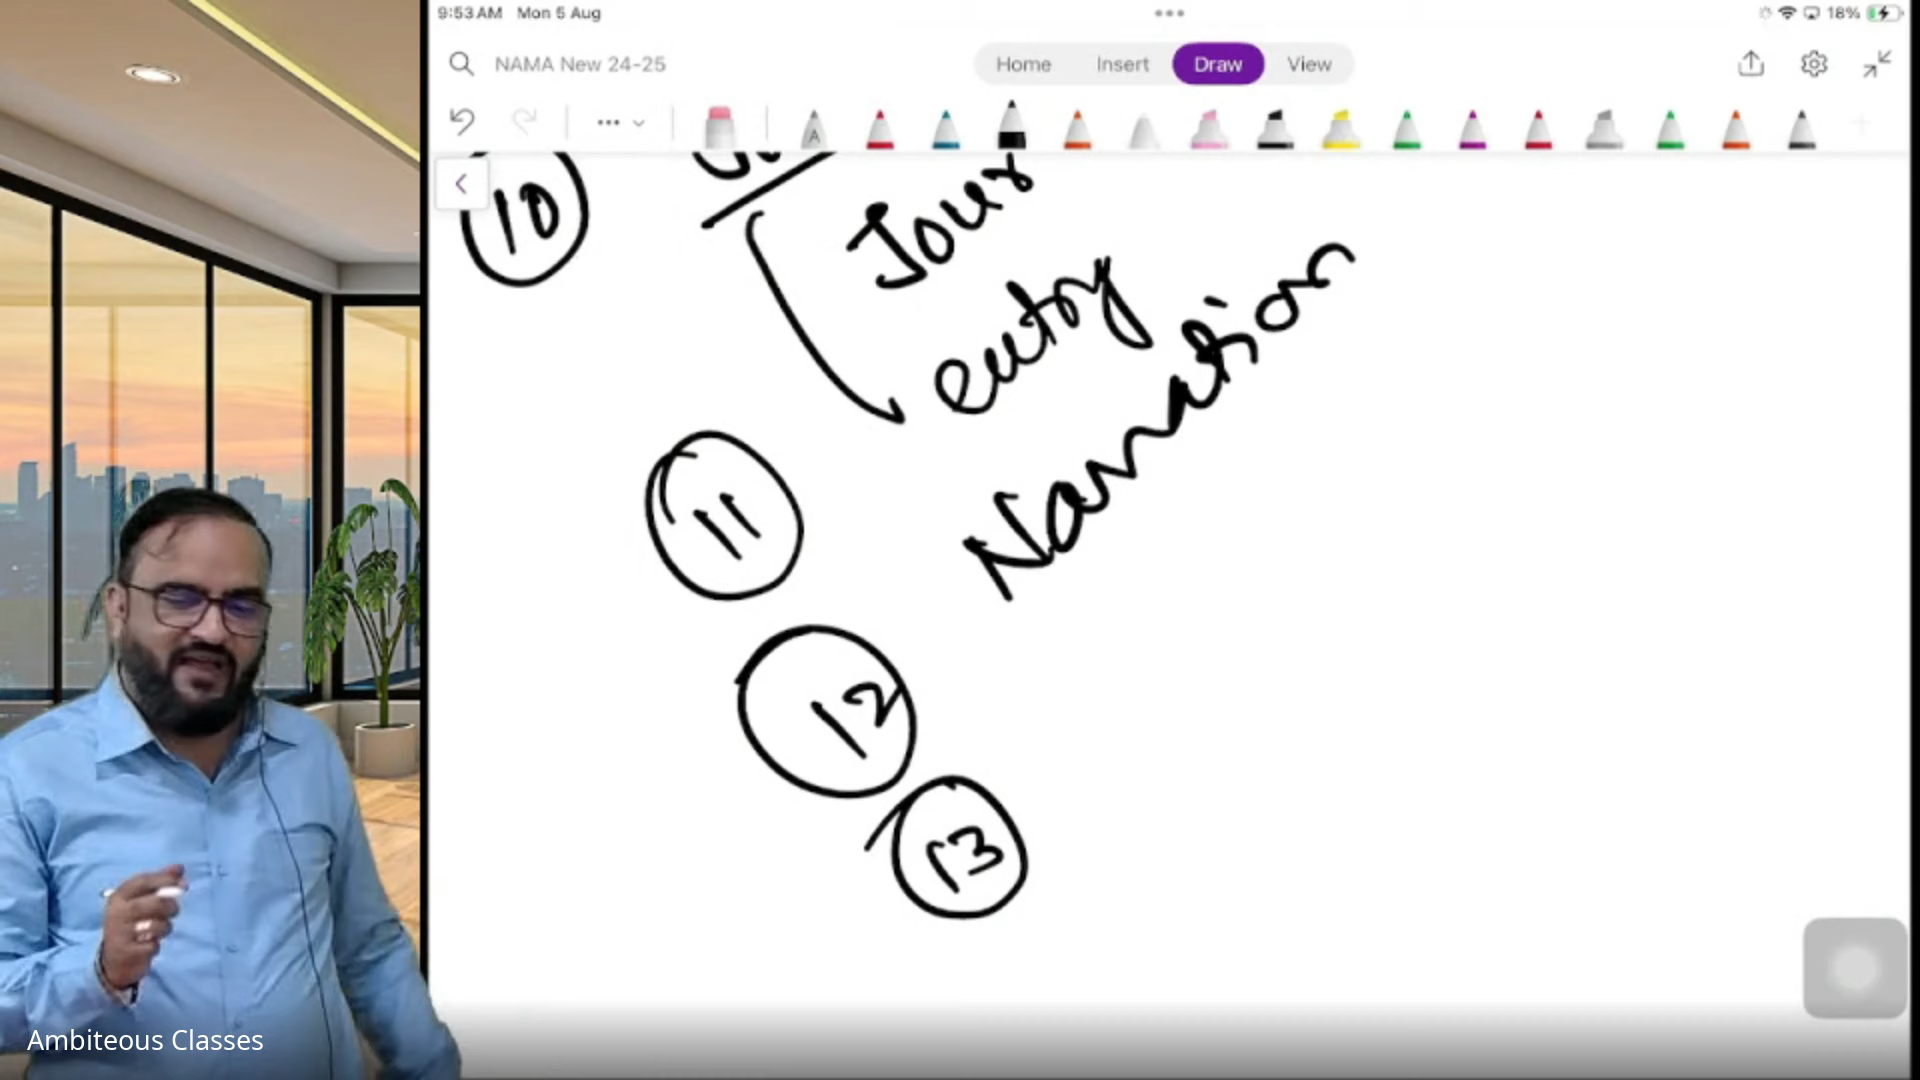 9:53 AM Mon 5 Aug
18%
NAMA New 24-25
Home Insert Draw View
A
10
Jour
entry
Narration
11
12
13
Ambiteous Classes